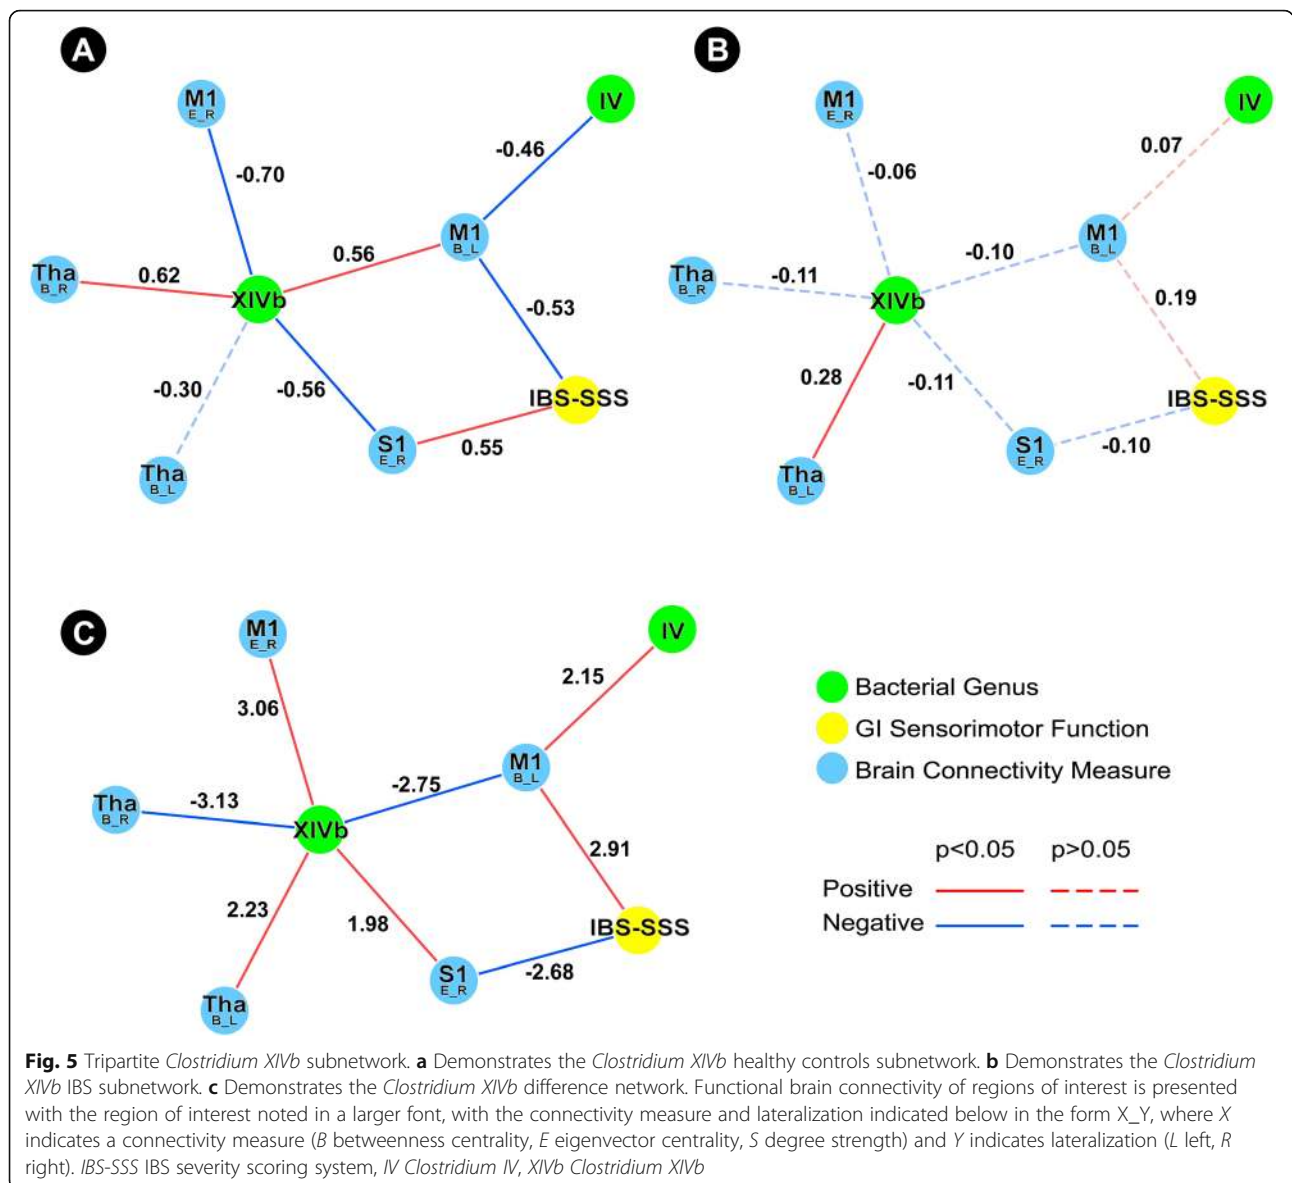 A
M1
E_R
IV
-0.70
-0.46
M1
B_L
0.56
Tha
B_R
0.62
XIVb
-0.53
-0.30
-0.56
IBS-SSS
S1
E_R
0.55
Tha
B_L
B
M1
E_R
IV
-0.06
0.07
M1
B_L
-0.10
Tha
B_R
-0.11
XIVb
0.19
0.28
-0.11
IBS-SSS
S1
E_R
-0.10
Tha
B_L
C
M1
E_R
IV
3.06
2.15
M1
B_L
-2.75
Tha
B_R
-3.13
XIVb
2.91
2.23
1.98
IBS-SSS
S1
E_R
-2.68
Tha
B_L
Bacterial Genus
GI Sensorimotor Function
Brain Connectivity Measure
p<0.05 p>0.05
Positive
Negative
Fig. 5 Tripartite Clostridium XIVb subnetwork. a Demonstrates the Clostridium XIVb healthy controls subnetwork. b Demonstrates the Clostridium
XIVb IBS subnetwork. c Demonstrates the Clostridium XIVb difference network. Functional brain connectivity of regions of interest is presented
with the region of interest noted in a larger font, with the connectivity measure and lateralization indicated below in the form X_Y, where X
indicates a connectivity measure (B betweenness centrality, E eigenvector centrality, S degree strength) and Y indicates lateralization (L left, R
right). IBS-SSS IBS severity scoring system, IV Clostridium IV, XIVb Clostridium XIVb